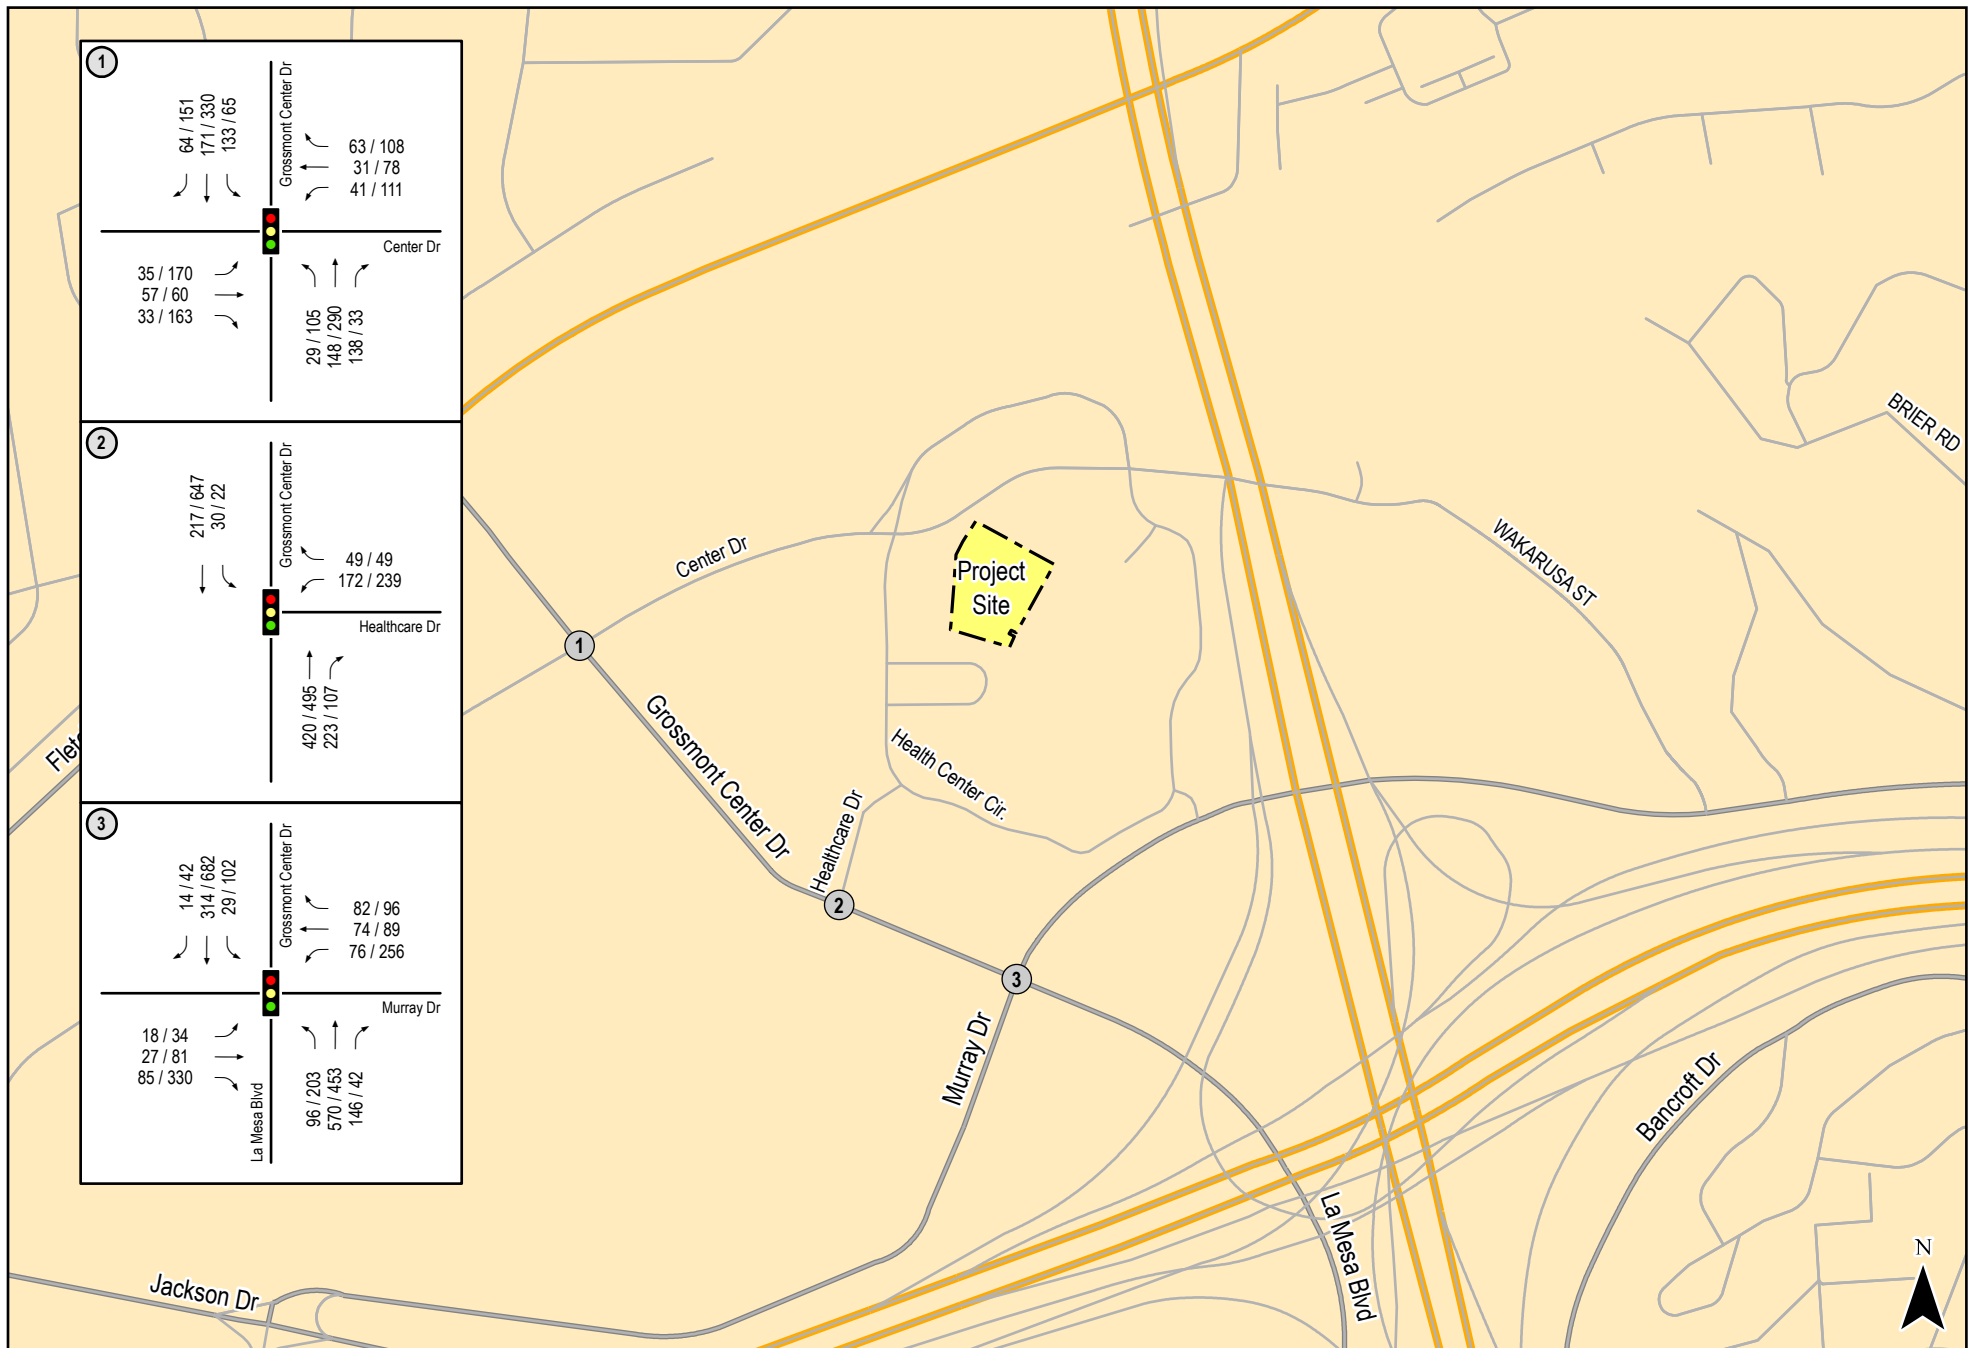 1
64 / 151
171 / 330
133 / 65
Grossmont Center Dr
63 / 108
31 / 78
41 / 111
Center Dr
35 / 170
57 / 60
33 / 163
29 / 105
148 / 290
138 / 33
2
217 / 647
30 / 22
Grossmont Center Dr
49 / 49
172 / 239
Healthcare Dr
420 / 495
223 / 107
3
14 / 42
314 / 682
29 / 102
Grossmont Center Dr
82 / 96
74 / 89
76 / 256
Murray Dr
18 / 34
27 / 81
85 / 330
La Mesa Blvd
96 / 203
570 / 453
146 / 42
BRIER RD
WAKARUSA ST
Center Dr
Project
Site
1
Grossmont Center Dr
Health Center Cir.
Healthcare Dr
2
3
Murray Dr
Bancroft Dr
La Mesa Blvd
Jackson Dr
N